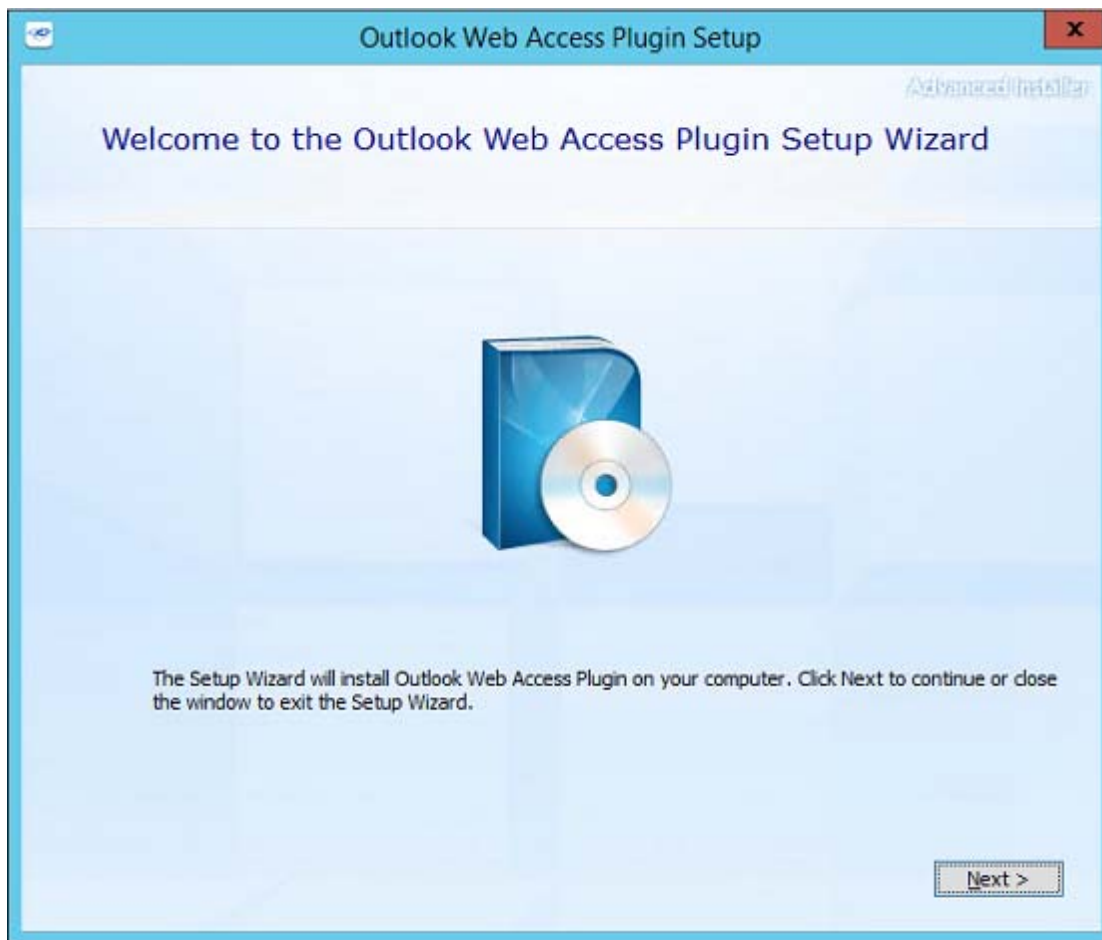 Outlook Web Access Plugin Setup
x
Advanced Installer
Welcome to the Outlook Web Access Plugin Setup Wizard
The Setup Wizard will install Outlook Web Access Plugin on your computer. Click Next to continue or close
the window to exit the Setup Wizard.
Next >